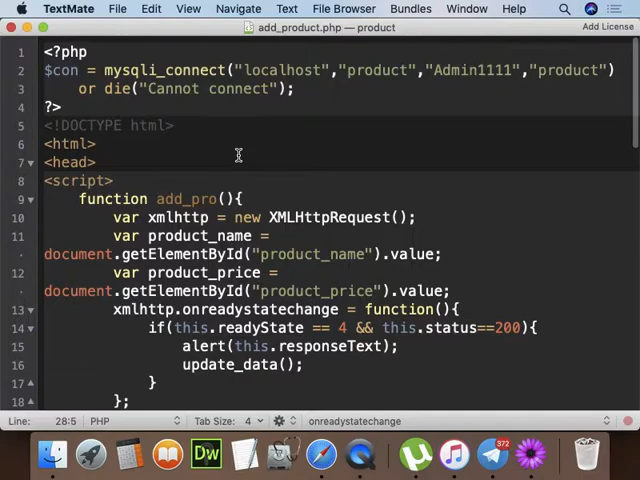 TextMate File Edit View Navigate Text File Browser Bundles Window Help
add_product.php — product Add License
1 <?php
2 $con = mysqli_connect("localhost","product","Admin1111","product")
3 or die("Cannot connect");
4 ?>
5 <!DOCTYPE html>
6 <html>
7 <head>
8 <script>
9 function add_pro(){
10 var xmlhttp = new XMLHttpRequest();
11 var product_name =
· document.getElementById("product_name").value;
12 var product_price =
· document.getElementById("product_price").value;
13 xmlhttp.onreadystatechange = function(){
14 if(this.readyState == 4 && this.status==200){
15 alert(this.responseText);
16 update_data();
17 }
18 };
Line: 28:5 PHP Tab Size: 4 onreadystatechange
Dw
372